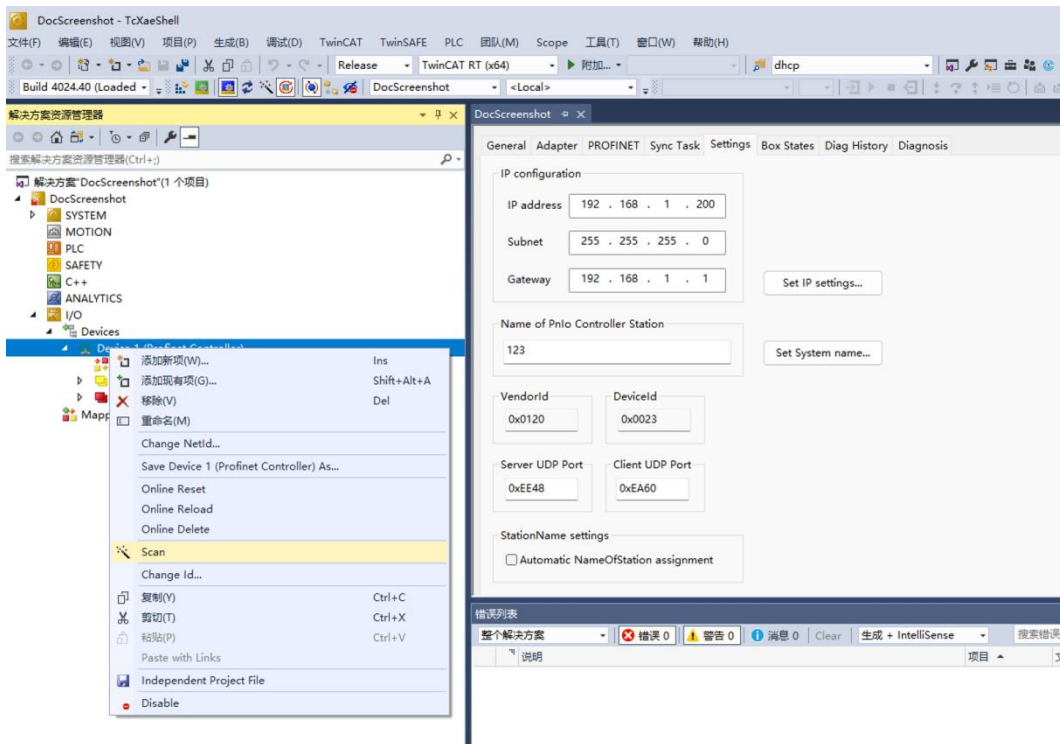 DocScreenshot - TcXaeShell
文件(F) 编辑(E) 视图(V) 项目(P) 生成(B) 调试(D) TwinCAT TwinSAFE PLC 团队(M) Scope 工具(T) 窗口(W) 帮助(H)
Release TwinCAT RT (x64) 附加... dhcp
Build 4024.40 (Loaded DocScreenshot <Local>
解决方案资源管理器
搜索解决方案资源管理器(Ctrl+;)
解决方案"DocScreenshot"(1 个项目)
DocScreenshot
SYSTEM
MOTION
PLC
SAFETY
C++
ANALYTICS
I/O
Devices
Device 1 (Profinet Controller)
Mapp
添加新项(W)... Ins
添加现有项(G)... Shift+Alt+A
移除(V) Del
重命名(M)
Change NetId...
Save Device 1 (Profinet Controller) As...
Online Reset
Online Reload
Online Delete
Scan
Change Id...
复制(Y) Ctrl+C
剪切(T) Ctrl+X
粘贴(P) Ctrl+V
Paste with Links
Independent Project File
Disable
DocScreenshot
General Adapter PROFINET Sync Task Settings Box States Diag History Diagnosis
IP configuration
IP address 192 . 168 . 1 . 200
Subnet 255 . 255 . 255 . 0
Gateway 192 . 168 . 1 . 1
Set IP settings...
Name of PnIo Controller Station
123
Set System name...
VendorId DeviceId
0x0120 0x0023
Server UDP Port Client UDP Port
0xEE48 0xEA60
StationName settings
Automatic NameOfStation assignment
错误列表
整个解决方案 错误 0 警告 0 消息 0 Clear 生成 + IntelliSense 搜索错误
说明 项目